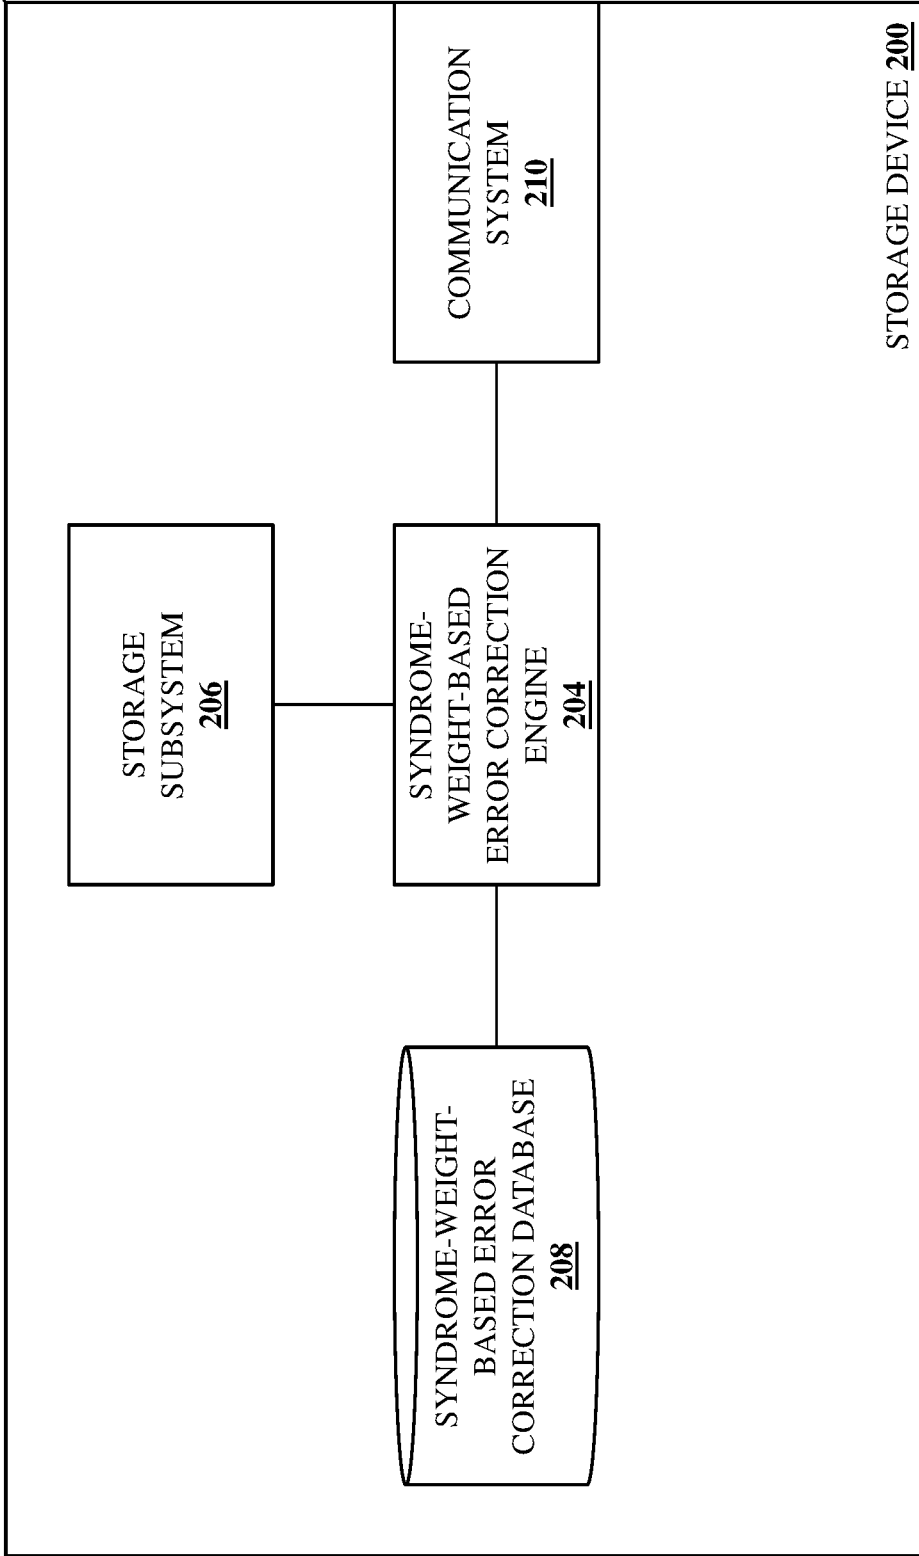 STORAGE
SUBSYSTEM
206
SYNDROME-WEIGHT-
BASED ERROR
CORRECTION DATABASE
208
SYNDROME-
WEIGHT-BASED
ERROR CORRECTION
ENGINE
204
COMMUNICATION
SYSTEM
210
STORAGE DEVICE 200